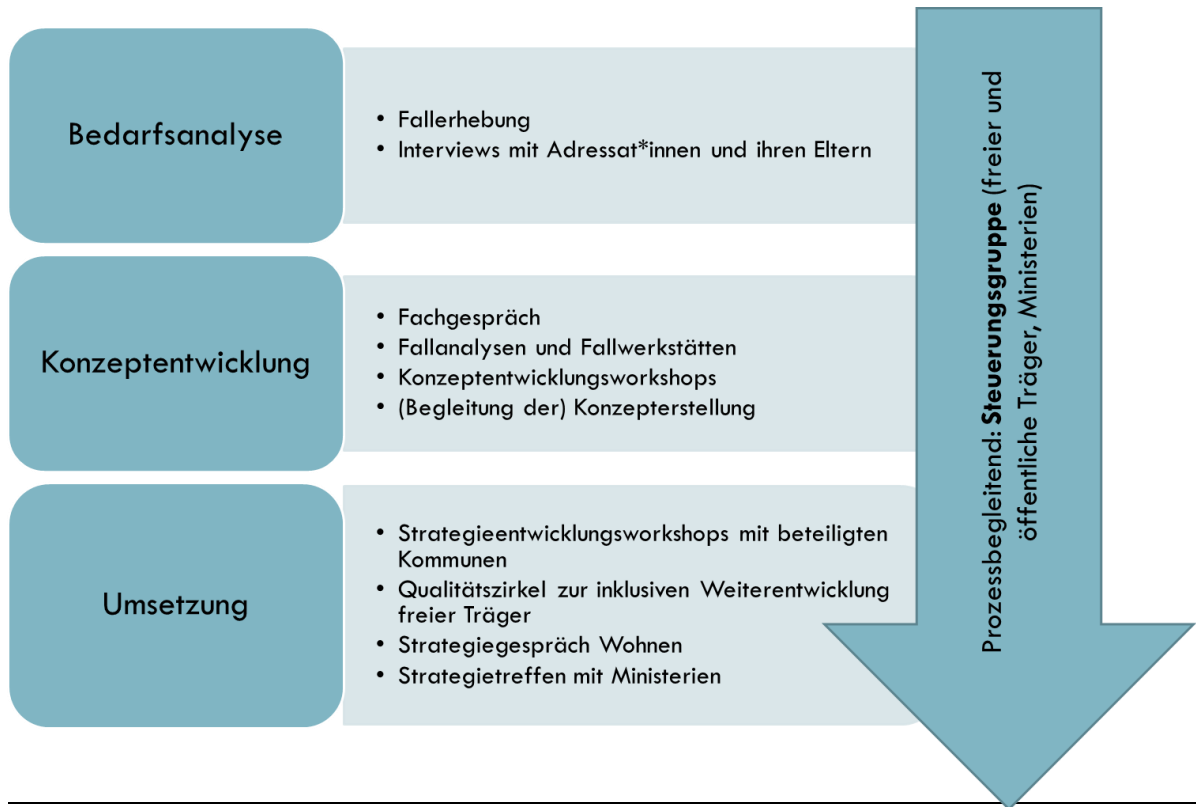 Bedarfsanalyse
• Fallerhebung
• Interviews mit Adressat*innen und ihren Eltern
Konzeptentwicklung
• Fachgespräch
• Fallanalysen und Fallwerkstätten
• Konzeptentwicklungsworkshops
• (Begleitung der) Konzepterstellung
Umsetzung
• Strategieentwicklungsworkshops mit beteiligten
Kommunen
• Qualitätszirkel zur inklusiven Weiterentwicklung
freier Träger
• Strategiegespräch Wohnen
• Strategietreffen mit Ministerien
Prozessbegleitend: Steuerungsgruppe (freier und
öffentliche Träger, Ministerien)